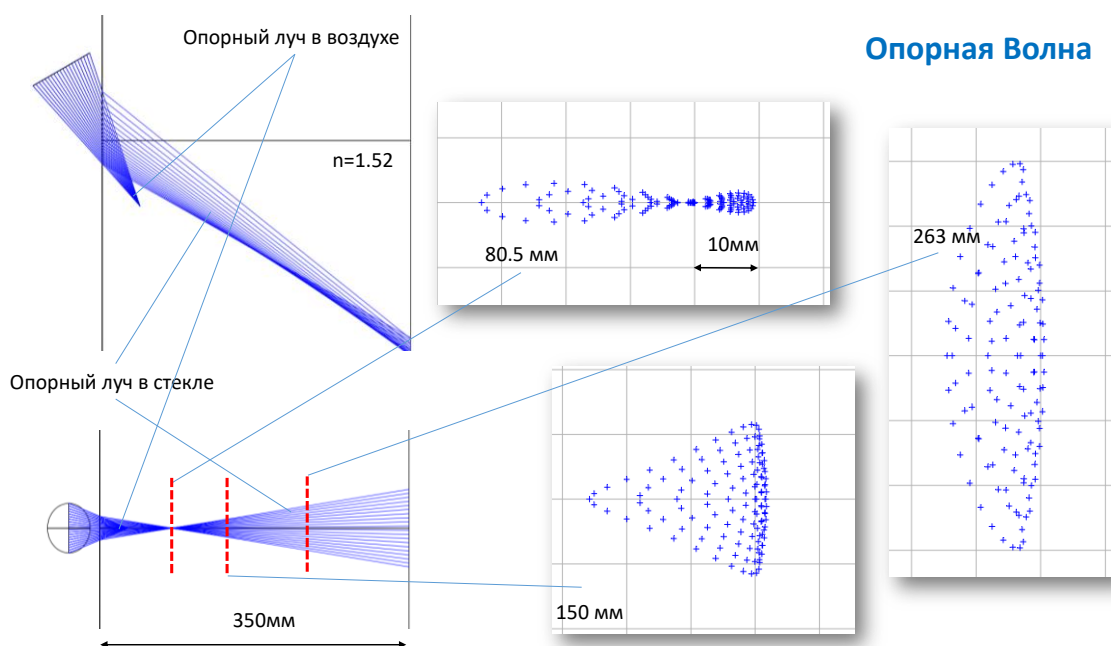 Опорный луч в воздухе
Опорная Волна
n=1.52
263 мм
80.5 мм
10мм
Опорный луч в стекле
150 мм
350мм